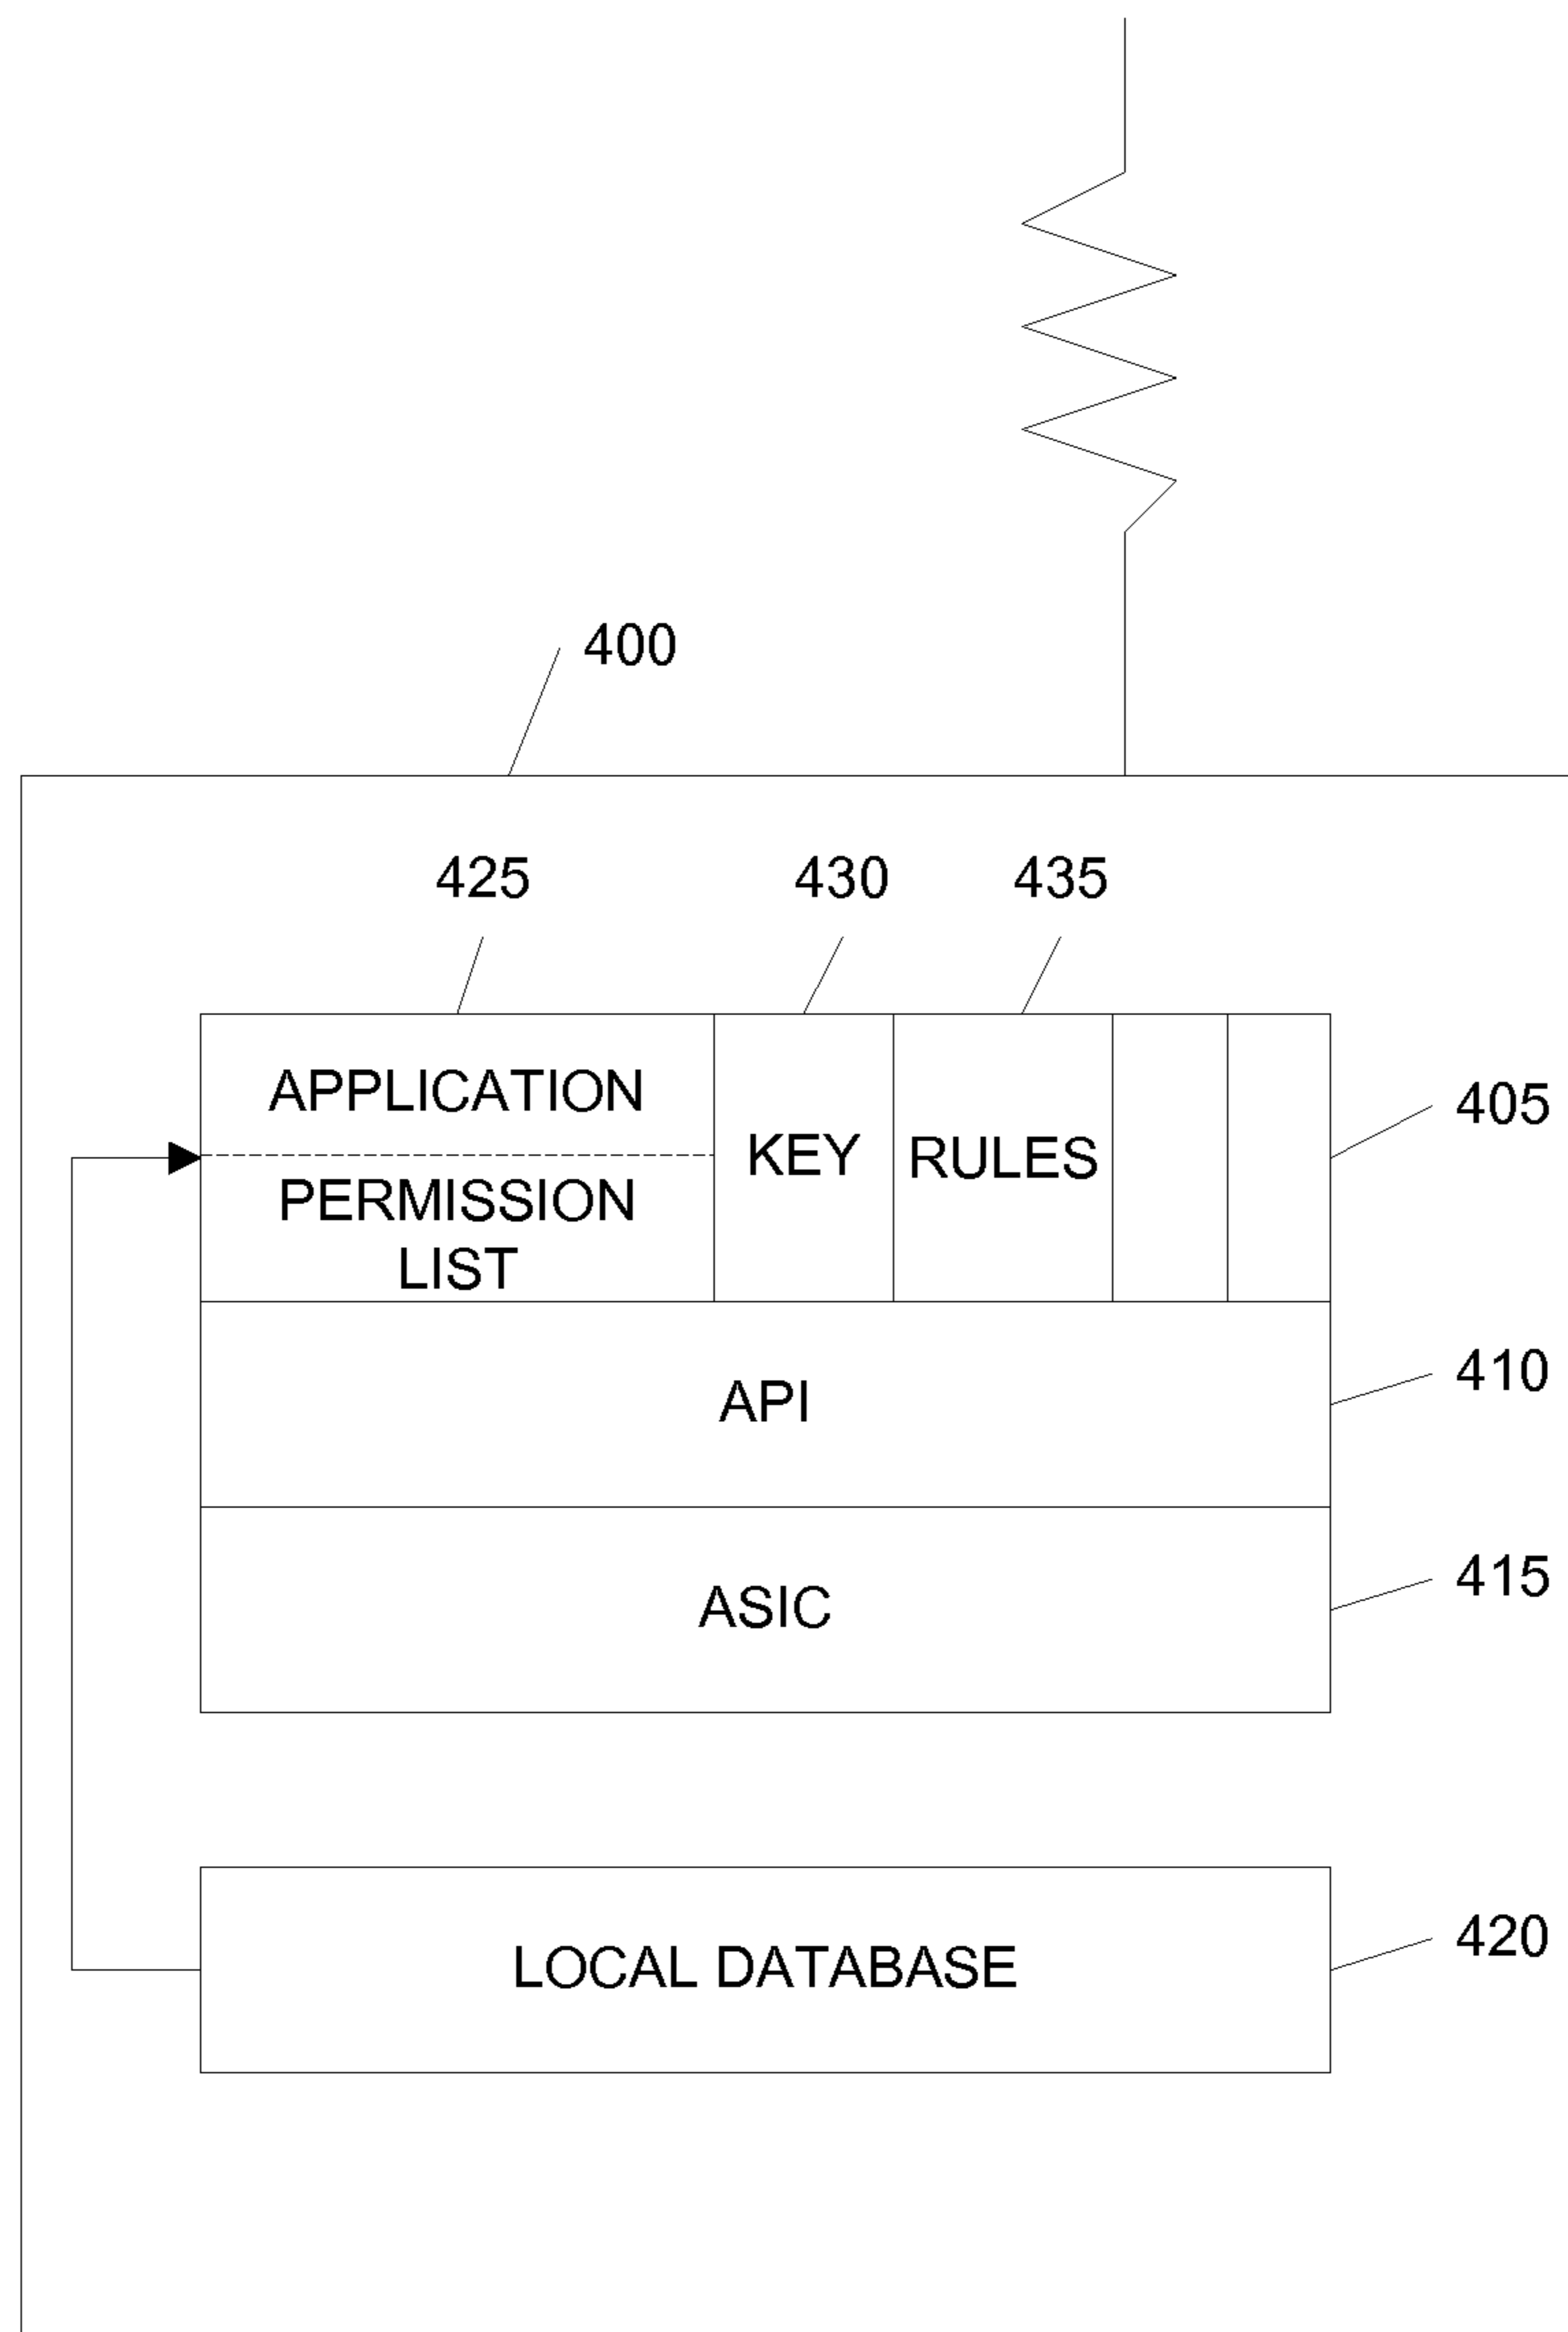 400
425
430
435
APPLICATION
405
KEY
RULES
PERMISSION
LIST
410
API
415
ASIC
420
LOCAL DATABASE